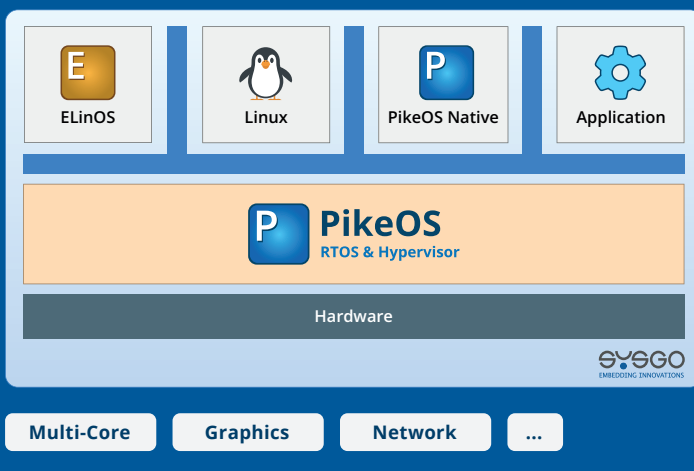 E
ELinOS
Linux
P
PikeOS Native
Application
P
PikeOS
RTOS & Hypervisor
Hardware
SYSGO
EMBEDDING INNOVATIONS
Multi-Core
Graphics
Network
...